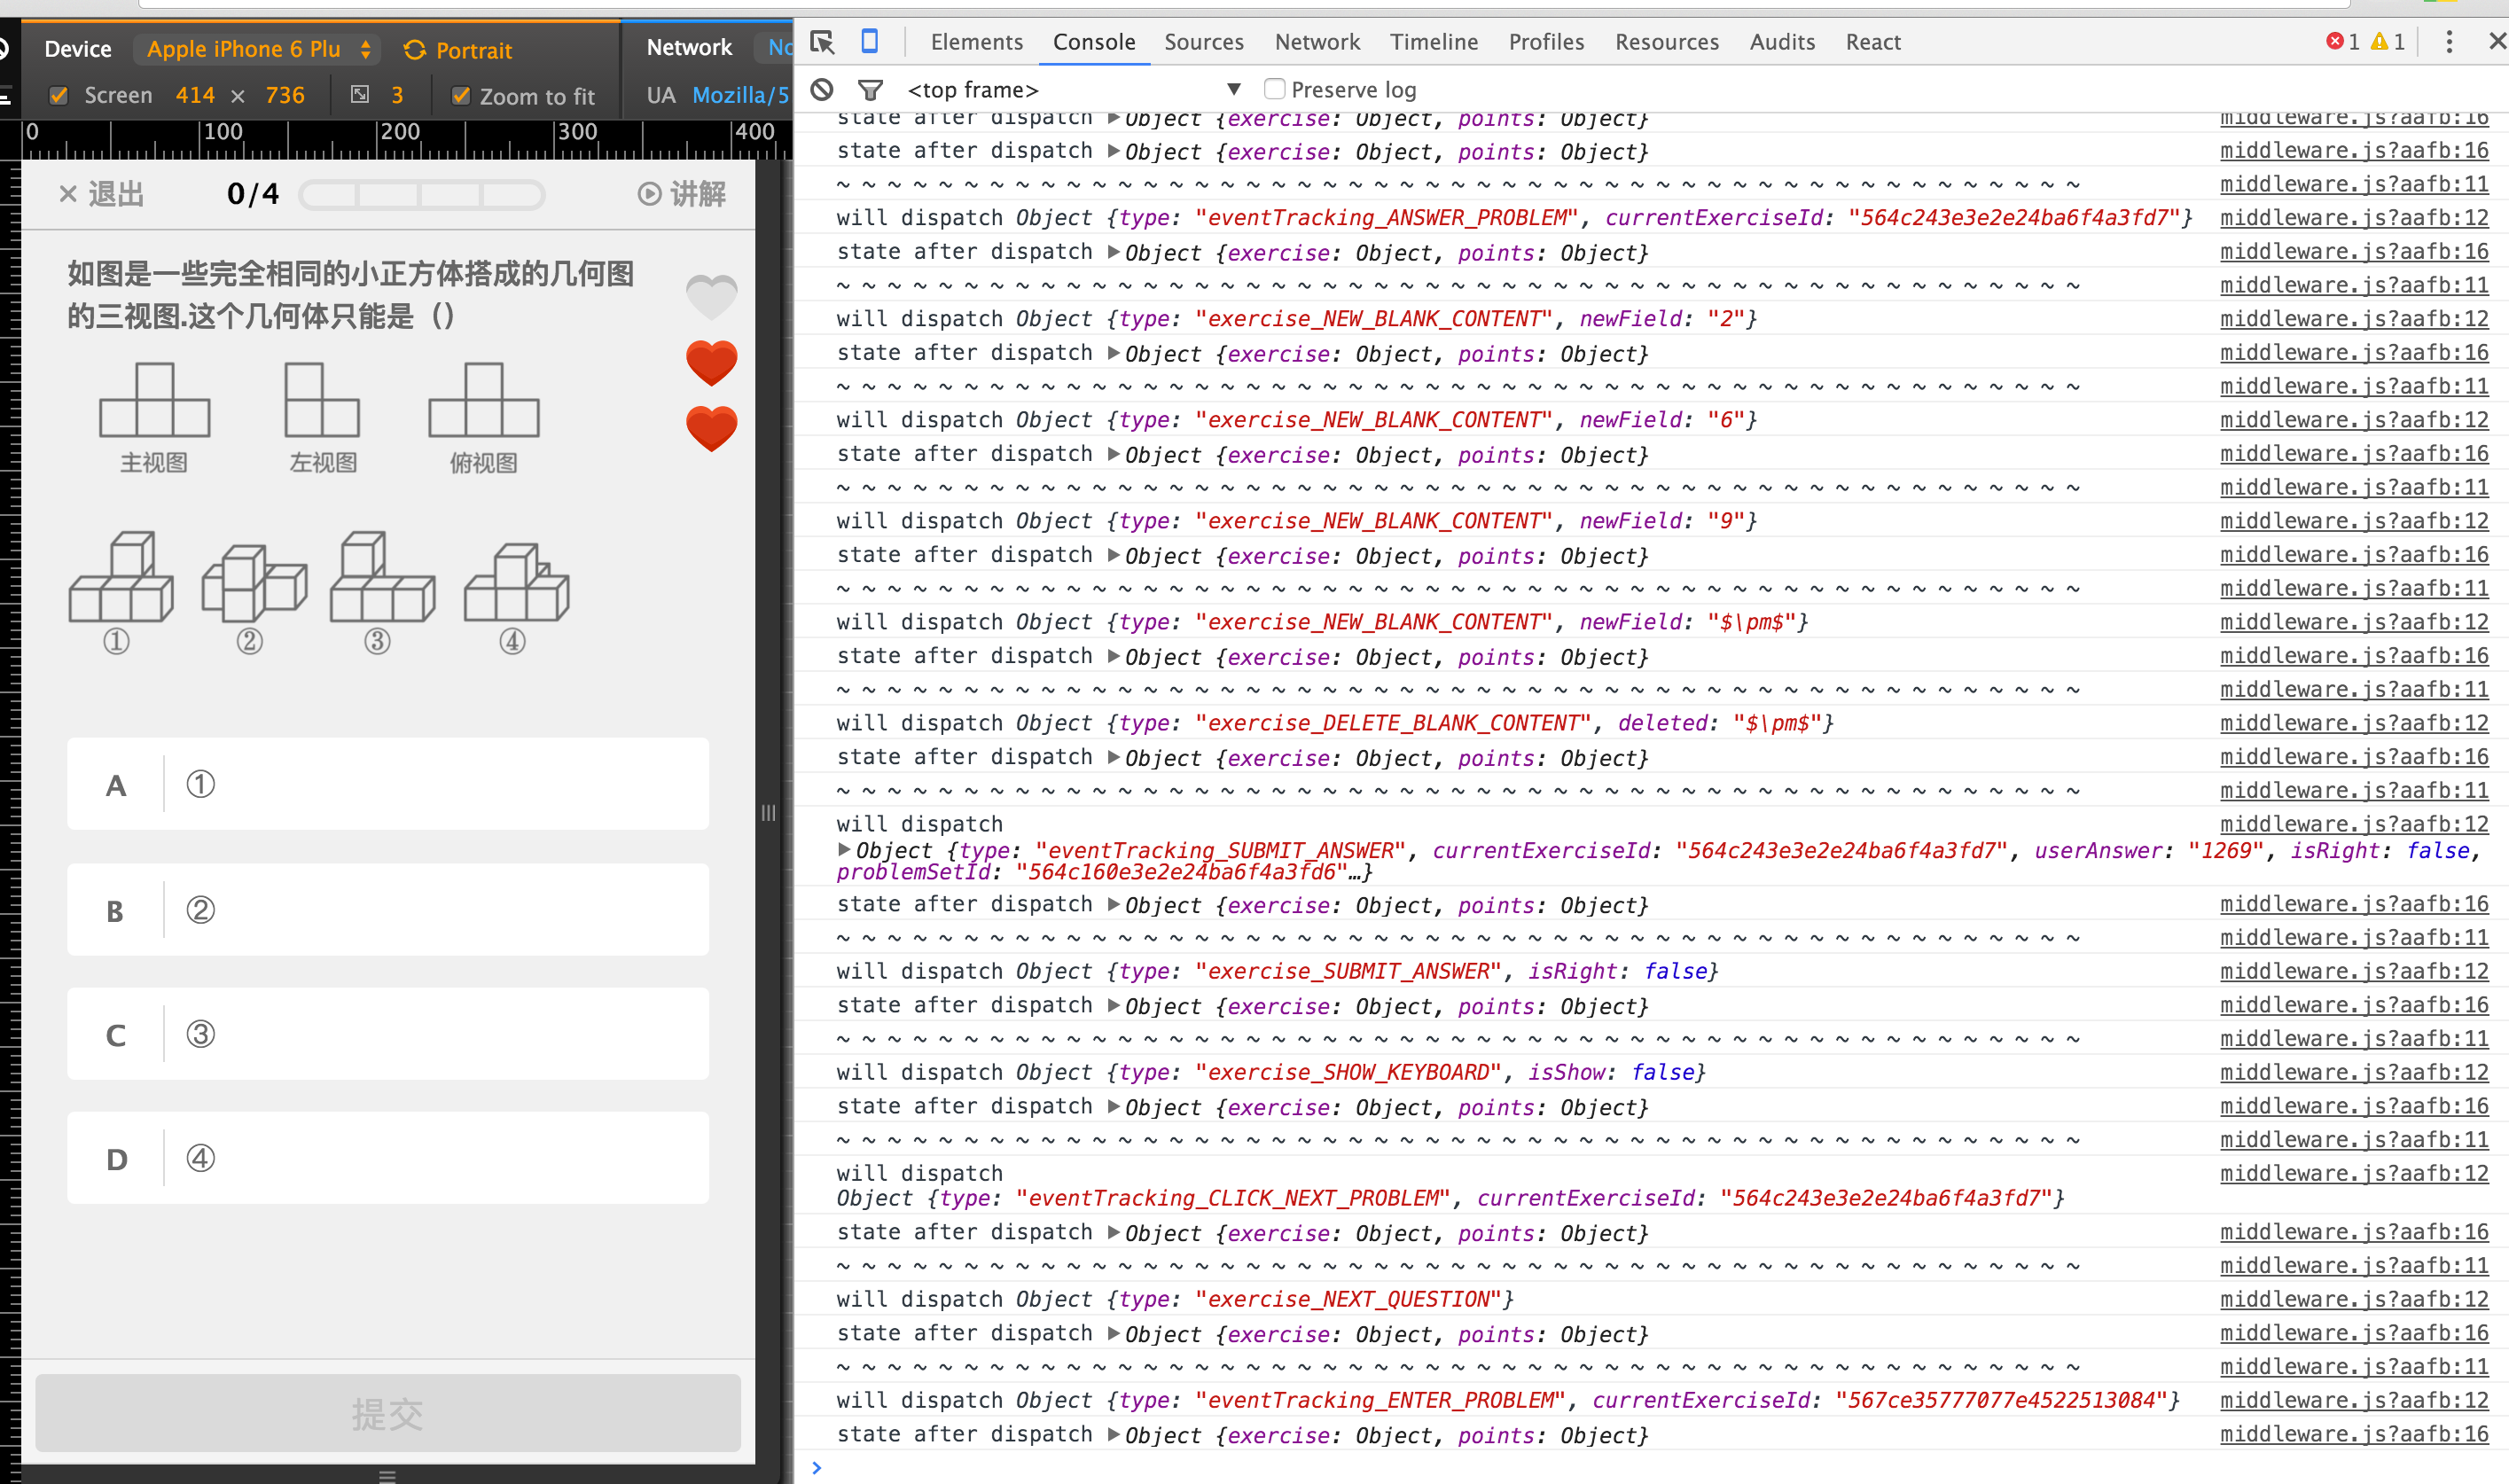 Device Apple iPhone 6 Plu Portrait Network No
Screen 414 × 736 3 Zoom to fit UA Mozilla/5
0 100 200 300 400
× 退出 0/4 讲解
如图是一些完全相同的小正方体搭成的几何图
的三视图.这个几何体只能是（）
主视图 左视图 俯视图
① ② ③ ④
A ①
B ②
C ③
D ④
提交
Elements Console Sources Network Timeline Profiles Resources Audits React 1 1
<top frame> ▼ Preserve log
state after dispatch ▶Object {exercise: Object, points: Object} middleware.js?aafb:16
state after dispatch ▶Object {exercise: Object, points: Object} middleware.js?aafb:16
~ ~ ~ ~ ~ ~ ~ ~ ~ ~ ~ ~ ~ ~ ~ ~ ~ ~ ~ ~ ~ ~ ~ ~ ~ ~ ~ ~ ~ ~ ~ ~ ~ ~ ~ ~ ~ ~ ~ ~ ~ ~ ~ ~ ~ ~ ~ ~ ~ middleware.js?aafb:11
will dispatch Object {type: "eventTracking_ANSWER_PROBLEM", currentExerciseId: "564c243e3e2e24ba6f4a3fd7"} middleware.js?aafb:12
state after dispatch ▶Object {exercise: Object, points: Object} middleware.js?aafb:16
~ ~ ~ ~ ~ ~ ~ ~ ~ ~ ~ ~ ~ ~ ~ ~ ~ ~ ~ ~ ~ ~ ~ ~ ~ ~ ~ ~ ~ ~ ~ ~ ~ ~ ~ ~ ~ ~ ~ ~ ~ ~ ~ ~ ~ ~ ~ ~ ~ middleware.js?aafb:11
will dispatch Object {type: "exercise_NEW_BLANK_CONTENT", newField: "2"} middleware.js?aafb:12
state after dispatch ▶Object {exercise: Object, points: Object} middleware.js?aafb:16
~ ~ ~ ~ ~ ~ ~ ~ ~ ~ ~ ~ ~ ~ ~ ~ ~ ~ ~ ~ ~ ~ ~ ~ ~ ~ ~ ~ ~ ~ ~ ~ ~ ~ ~ ~ ~ ~ ~ ~ ~ ~ ~ ~ ~ ~ ~ ~ ~ middleware.js?aafb:11
will dispatch Object {type: "exercise_NEW_BLANK_CONTENT", newField: "6"} middleware.js?aafb:12
state after dispatch ▶Object {exercise: Object, points: Object} middleware.js?aafb:16
~ ~ ~ ~ ~ ~ ~ ~ ~ ~ ~ ~ ~ ~ ~ ~ ~ ~ ~ ~ ~ ~ ~ ~ ~ ~ ~ ~ ~ ~ ~ ~ ~ ~ ~ ~ ~ ~ ~ ~ ~ ~ ~ ~ ~ ~ ~ ~ ~ middleware.js?aafb:11
will dispatch Object {type: "exercise_NEW_BLANK_CONTENT", newField: "9"} middleware.js?aafb:12
state after dispatch ▶Object {exercise: Object, points: Object} middleware.js?aafb:16
~ ~ ~ ~ ~ ~ ~ ~ ~ ~ ~ ~ ~ ~ ~ ~ ~ ~ ~ ~ ~ ~ ~ ~ ~ ~ ~ ~ ~ ~ ~ ~ ~ ~ ~ ~ ~ ~ ~ ~ ~ ~ ~ ~ ~ ~ ~ ~ ~ middleware.js?aafb:11
will dispatch Object {type: "exercise_NEW_BLANK_CONTENT", newField: "$\pm$"} middleware.js?aafb:12
state after dispatch ▶Object {exercise: Object, points: Object} middleware.js?aafb:16
~ ~ ~ ~ ~ ~ ~ ~ ~ ~ ~ ~ ~ ~ ~ ~ ~ ~ ~ ~ ~ ~ ~ ~ ~ ~ ~ ~ ~ ~ ~ ~ ~ ~ ~ ~ ~ ~ ~ ~ ~ ~ ~ ~ ~ ~ ~ ~ ~ middleware.js?aafb:11
will dispatch Object {type: "exercise_DELETE_BLANK_CONTENT", deleted: "$\pm$"} middleware.js?aafb:12
state after dispatch ▶Object {exercise: Object, points: Object} middleware.js?aafb:16
~ ~ ~ ~ ~ ~ ~ ~ ~ ~ ~ ~ ~ ~ ~ ~ ~ ~ ~ ~ ~ ~ ~ ~ ~ ~ ~ ~ ~ ~ ~ ~ ~ ~ ~ ~ ~ ~ ~ ~ ~ ~ ~ ~ ~ ~ ~ ~ ~ middleware.js?aafb:11
will dispatch middleware.js?aafb:12
▶Object {type: "eventTracking_SUBMIT_ANSWER", currentExerciseId: "564c243e3e2e24ba6f4a3fd7", userAnswer: "1269", isRight: false,
problemSetId: "564c160e3e2e24ba6f4a3fd6"…}
state after dispatch ▶Object {exercise: Object, points: Object} middleware.js?aafb:16
~ ~ ~ ~ ~ ~ ~ ~ ~ ~ ~ ~ ~ ~ ~ ~ ~ ~ ~ ~ ~ ~ ~ ~ ~ ~ ~ ~ ~ ~ ~ ~ ~ ~ ~ ~ ~ ~ ~ ~ ~ ~ ~ ~ ~ ~ ~ ~ ~ middleware.js?aafb:11
will dispatch Object {type: "exercise_SUBMIT_ANSWER", isRight: false} middleware.js?aafb:12
state after dispatch ▶Object {exercise: Object, points: Object} middleware.js?aafb:16
~ ~ ~ ~ ~ ~ ~ ~ ~ ~ ~ ~ ~ ~ ~ ~ ~ ~ ~ ~ ~ ~ ~ ~ ~ ~ ~ ~ ~ ~ ~ ~ ~ ~ ~ ~ ~ ~ ~ ~ ~ ~ ~ ~ ~ ~ ~ ~ ~ middleware.js?aafb:11
will dispatch Object {type: "exercise_SHOW_KEYBOARD", isShow: false} middleware.js?aafb:12
state after dispatch ▶Object {exercise: Object, points: Object} middleware.js?aafb:16
~ ~ ~ ~ ~ ~ ~ ~ ~ ~ ~ ~ ~ ~ ~ ~ ~ ~ ~ ~ ~ ~ ~ ~ ~ ~ ~ ~ ~ ~ ~ ~ ~ ~ ~ ~ ~ ~ ~ ~ ~ ~ ~ ~ ~ ~ ~ ~ ~ middleware.js?aafb:11
will dispatch middleware.js?aafb:12
Object {type: "eventTracking_CLICK_NEXT_PROBLEM", currentExerciseId: "564c243e3e2e24ba6f4a3fd7"}
state after dispatch ▶Object {exercise: Object, points: Object} middleware.js?aafb:16
~ ~ ~ ~ ~ ~ ~ ~ ~ ~ ~ ~ ~ ~ ~ ~ ~ ~ ~ ~ ~ ~ ~ ~ ~ ~ ~ ~ ~ ~ ~ ~ ~ ~ ~ ~ ~ ~ ~ ~ ~ ~ ~ ~ ~ ~ ~ ~ ~ middleware.js?aafb:11
will dispatch Object {type: "exercise_NEXT_QUESTION"} middleware.js?aafb:12
state after dispatch ▶Object {exercise: Object, points: Object} middleware.js?aafb:16
~ ~ ~ ~ ~ ~ ~ ~ ~ ~ ~ ~ ~ ~ ~ ~ ~ ~ ~ ~ ~ ~ ~ ~ ~ ~ ~ ~ ~ ~ ~ ~ ~ ~ ~ ~ ~ ~ ~ ~ ~ ~ ~ ~ ~ ~ ~ ~ ~ middleware.js?aafb:11
will dispatch Object {type: "eventTracking_ENTER_PROBLEM", currentExerciseId: "567ce35777077e4522513084"} middleware.js?aafb:12
state after dispatch ▶Object {exercise: Object, points: Object} middleware.js?aafb:16